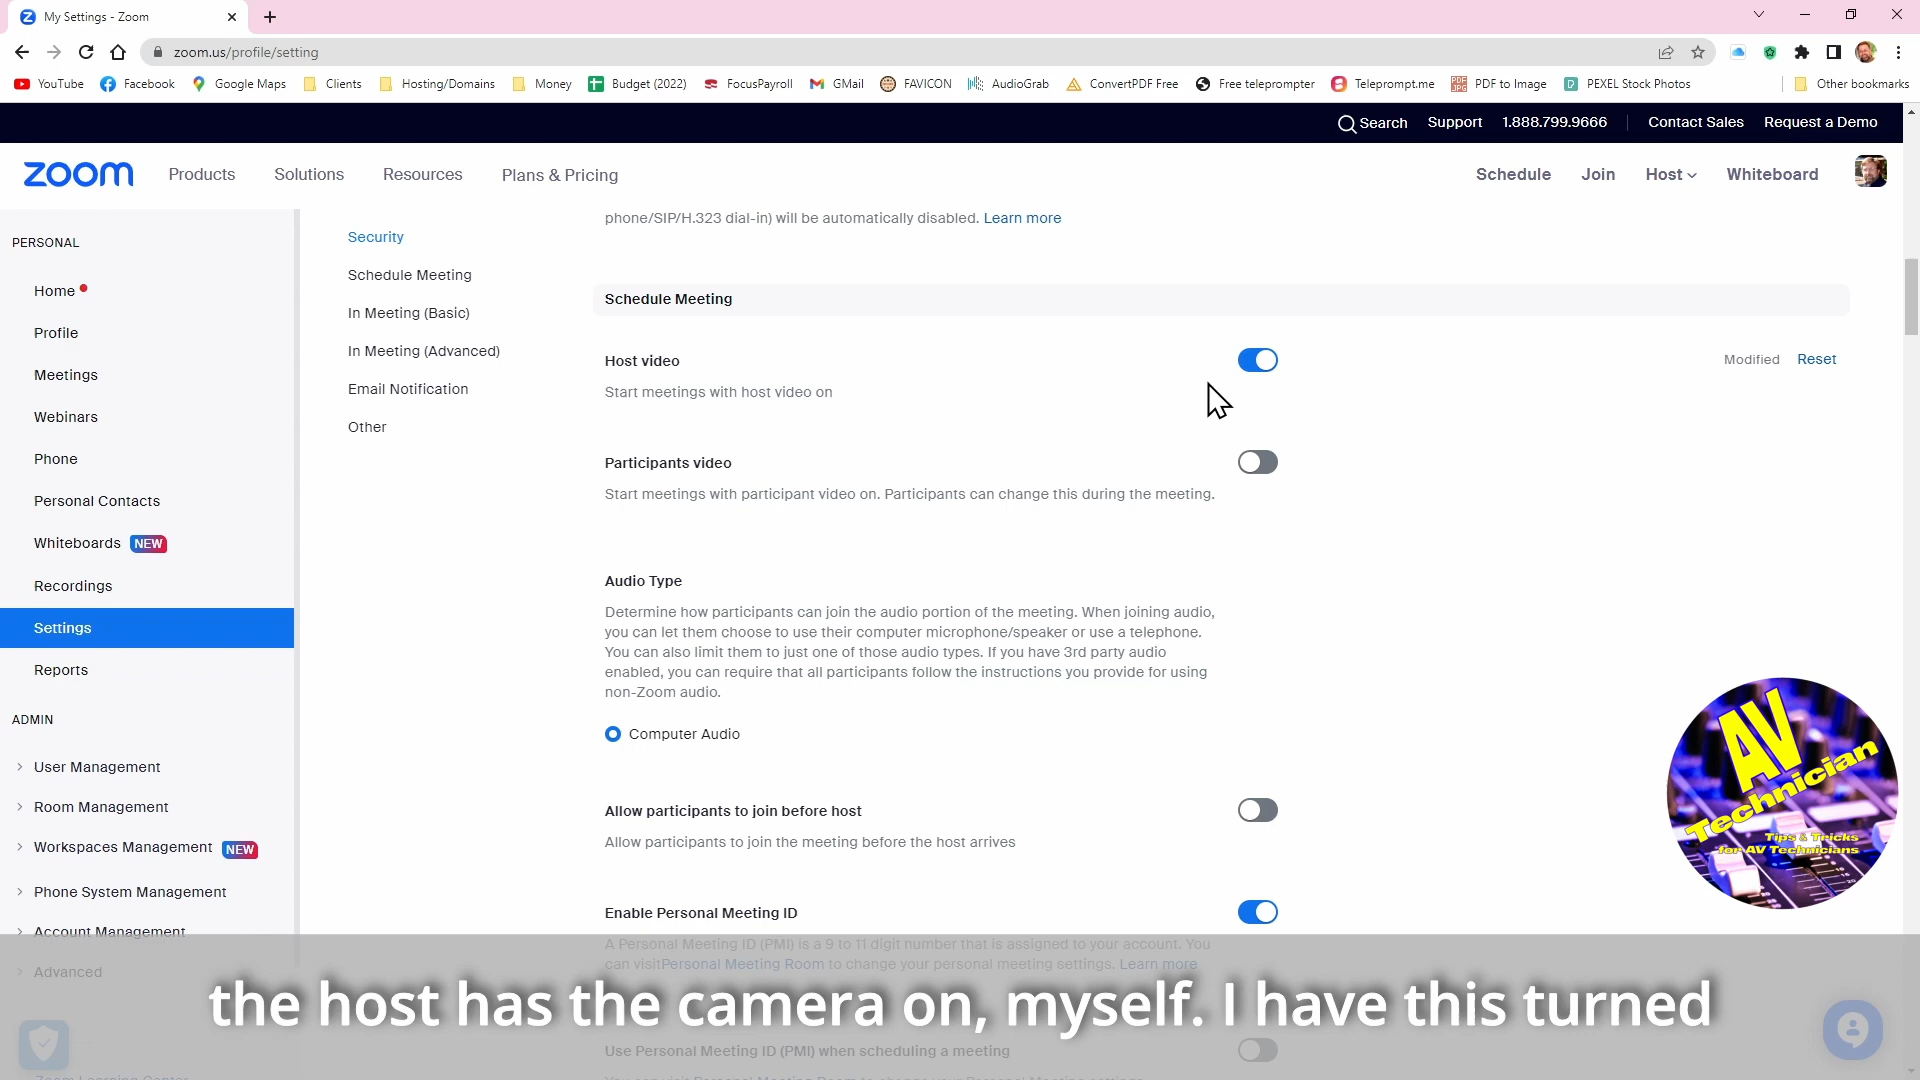 My Settings - Zoom
zoom.us/profile/setting
YouTube Facebook Google Maps Clients Hosting/Domains Money Budget (2022) FocusPayroll GMail FAVICON AudioGrab ConvertPDF Free Free teleprompter Teleprompt.me PDF to Image PEXEL Stock Photos Other bookmarks
Search Support 1.888.799.9666 Contact Sales Request a Demo
zoom Products Solutions Resources Plans & Pricing Schedule Join Host Whiteboard
PERSONAL
Home
Profile
Meetings
Webinars
Phone
Personal Contacts
Whiteboards NEW
Recordings
Settings
Reports
ADMIN
User Management
Room Management
Workspaces Management NEW
Phone System Management
Account Management
Advanced
Zoom Learning Center
Security
Schedule Meeting
In Meeting (Basic)
In Meeting (Advanced)
Email Notification
Other
phone/SIP/H.323 dial-in) will be automatically disabled. Learn more
Schedule Meeting
Host video Modified Reset
Start meetings with host video on
Participants video
Start meetings with participant video on. Participants can change this during the meeting.
Audio Type
Determine how participants can join the audio portion of the meeting. When joining audio,
you can let them choose to use their computer microphone/speaker or use a telephone.
You can also limit them to just one of those audio types. If you have 3rd party audio
enabled, you can require that all participants follow the instructions you provide for using
non-Zoom audio.
Computer Audio
Allow participants to join before host
Allow participants to join the meeting before the host arrives
Enable Personal Meeting ID
A Personal Meeting ID (PMI) is a 9 to 11 digit number that is assigned to your account. You
can visitPersonal Meeting Room to change your personal meeting settings. Learn more
Use Personal Meeting ID (PMI) when scheduling a meeting
AV
Technician
Tips & Tricks
for AV Technicians
the host has the camera on, myself. I have this turned